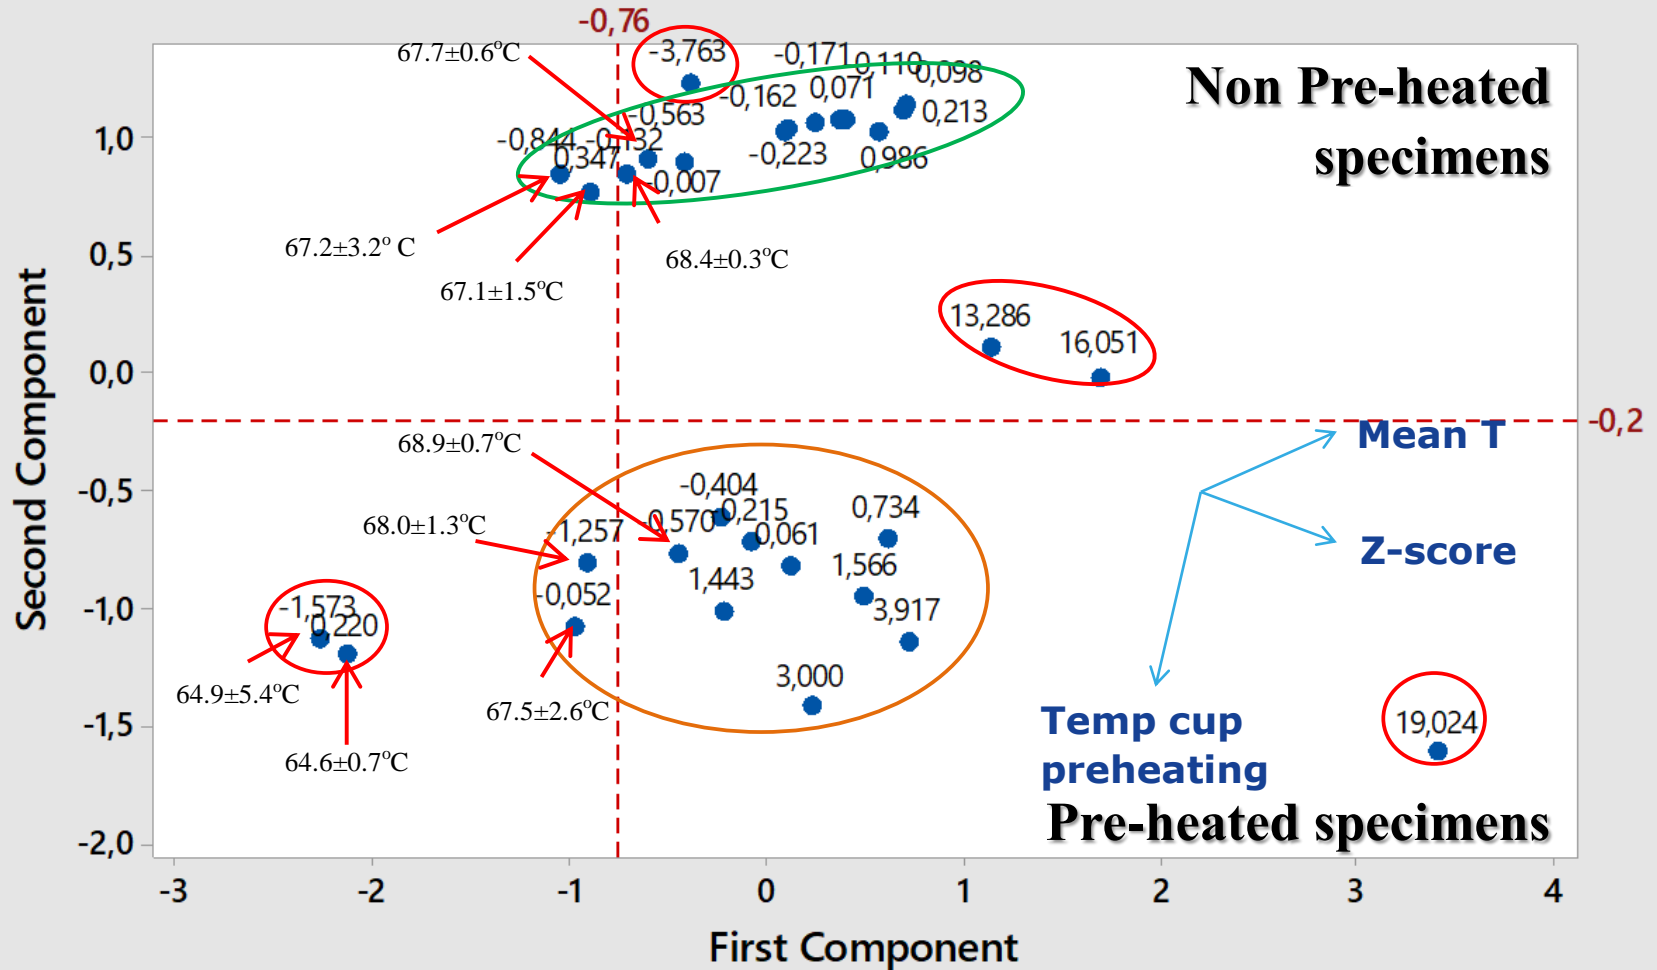 -0,76
67.7±0.6°C
-3,763
-0,171
0,110
0,098
Non Pre-heated
specimens
-0,162
0,071
0,213
-0,563
1,0
-0,844
-0,132
0,347
-0,223
0,986
-0,007
67.2±3.2° C
0,5
68.4±0.3°C
67.1±1.5°C
13,286
16,051
0,0
-0,2
Mean T
68.9±0.7°C
-0,404
-0,5
0,215
0,734
68.0±1.3°C
-1,257
-0,570
0,061
Z-score
1,566
1,443
-0,052
3,917
-1,0
-1,573
0,220
3,000
64.9±5.4°C
67.5±2.6°C
Temp cup
preheating
19,024
-1,5
64.6±0.7°C
Pre-heated specimens
-2,0
-3
-2
-1
0
1
2
3
4
First Component
Second Component